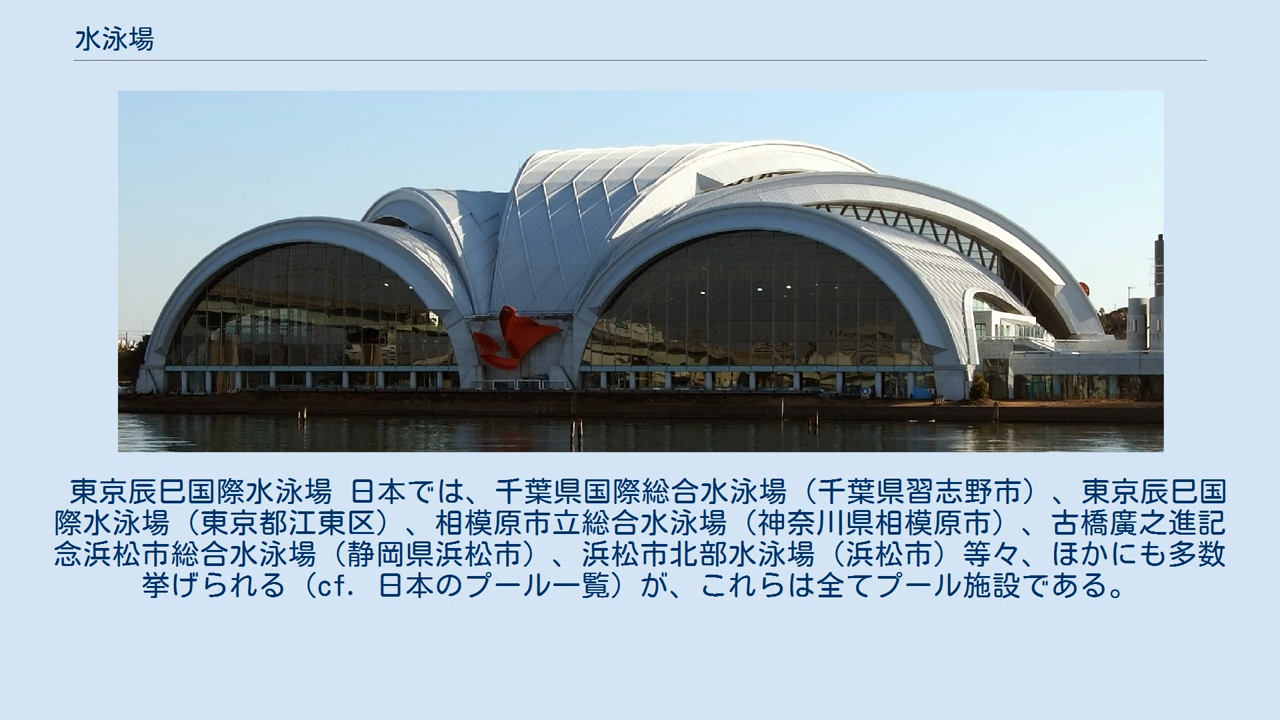 水泳場
東京辰巳国際水泳場 日本では、千葉県国際総合水泳場（千葉県習志野市）、東京辰巳国
際水泳場（東京都江東区）、相模原市立総合水泳場（神奈川県相模原市）、古橋廣之進記
念浜松市総合水泳場（静岡県浜松市）、浜松市北部水泳場（浜松市）等々、ほかにも多数
挙げられる（cf. 日本のプール一覧）が、これらは全てプール施設である。